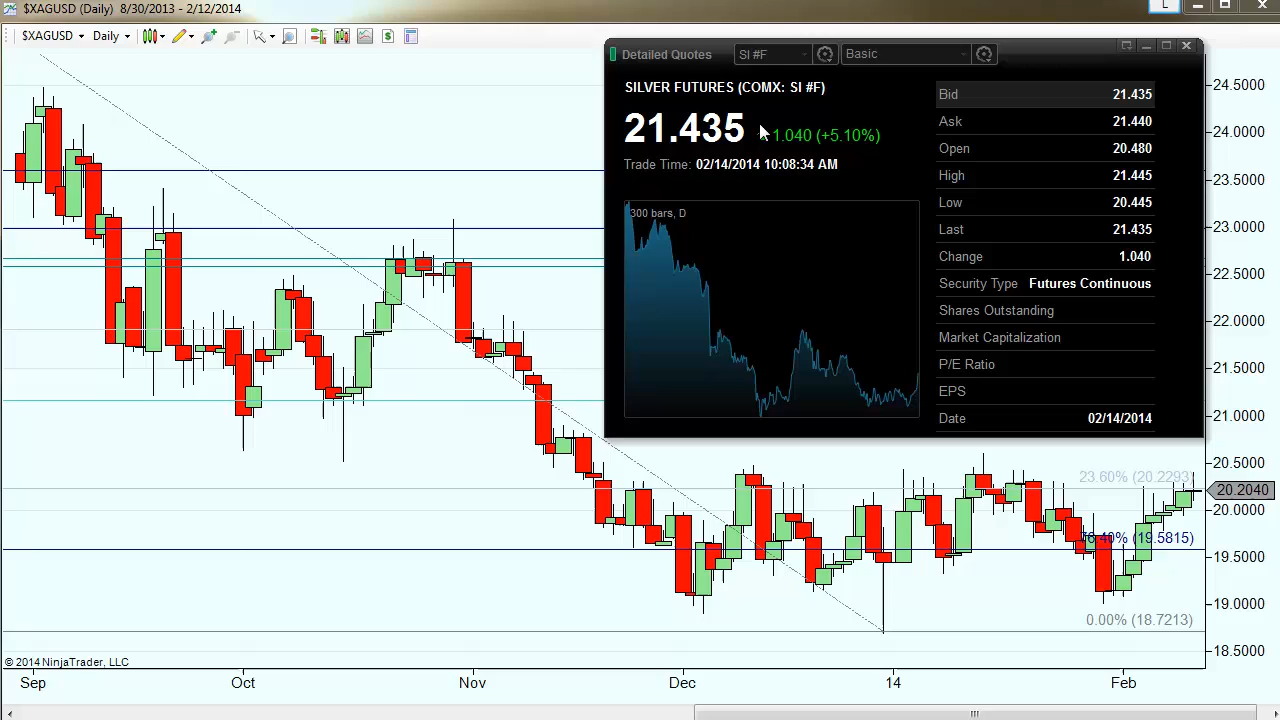 $XAGUSD (Daily)  8/30/2013 - 2/12/2014
L
$XAGUSD Daily
Detailed Quotes SI #F Basic
SILVER FUTURES (COMX: SI #F)
21.435 1.040 (+5.10%)
Trade Time: 02/14/2014 10:08:34 AM
300 bars, D
Bid 21.435
Ask 21.440
Open 20.480
High 21.445
Low 20.445
Last 21.435
Change 1.040
Security Type Futures Continuous
Shares Outstanding
Market Capitalization
P/E Ratio
EPS
Date 02/14/2014
24.5000
24.0000
23.5000
23.0000
22.5000
22.0000
21.5000
21.0000
20.5000
23.60% (20.2293)
20.2040
20.0000
(19.5815)
19.5000
19.0000
0.00% (18.7213)
18.5000
© 2014 NinjaTrader, LLC
Sep Oct Nov Dec 14 Feb